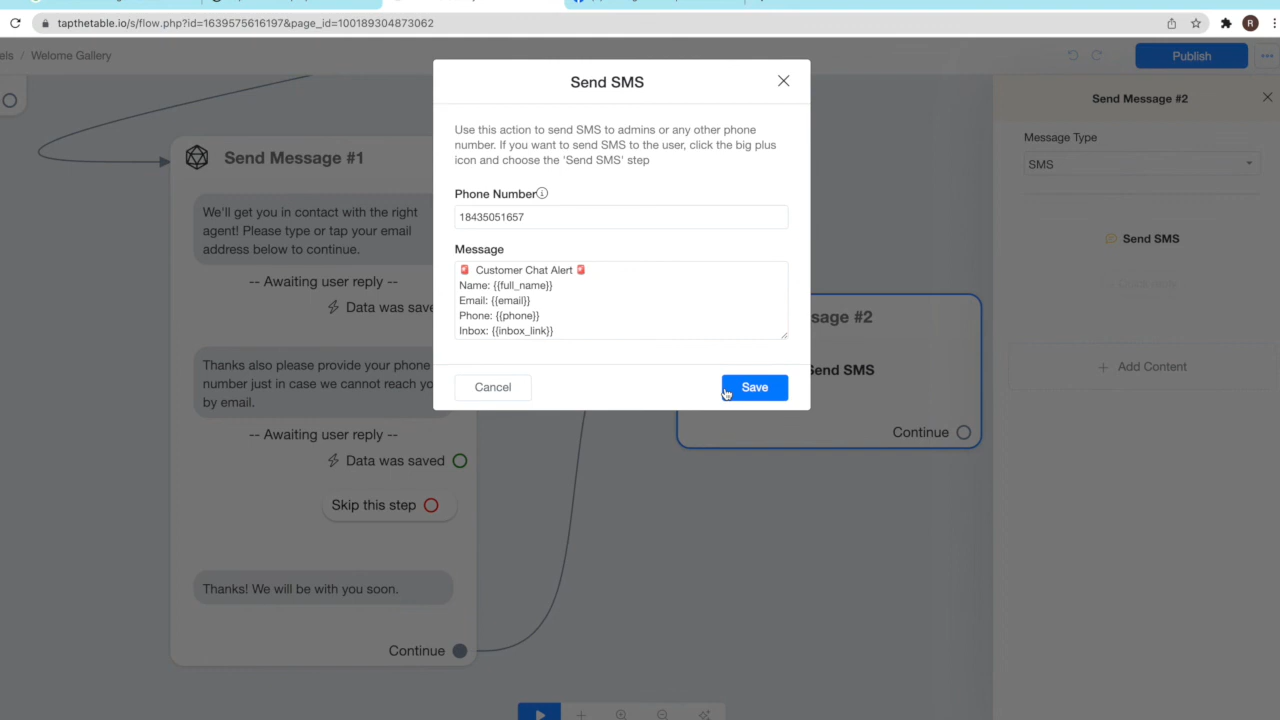 tapthetable.io/s/flow.php?id=1639575616197&page_id=100189304873062
R
els / Welome Gallery
Publish
Send Message #1
We'll get you in contact with the right
agent! Please type or tap your email
address below to continue.
-- Awaiting user reply --
Data was save
Thanks also please provide your phone
number just in case we cannot reach yo
by email.
-- Awaiting user reply --
Data was saved
Skip this step
Thanks! We will be with you soon.
Continue
Send SMS
Use this action to send SMS to admins or any other phone
number. If you want to send SMS to the user, click the big plus
icon and choose the 'Send SMS' step
Phone Number
18435051657
Message
🚨 Customer Chat Alert 🚨
Name: {{full_name}}
Email: {{email}}
Phone: {{phone}}
Inbox: {{inbox_link}}
Cancel
Save
sage #2
Send SMS
Continue
Send Message #2
Message Type
SMS
Send SMS
+ Add Content